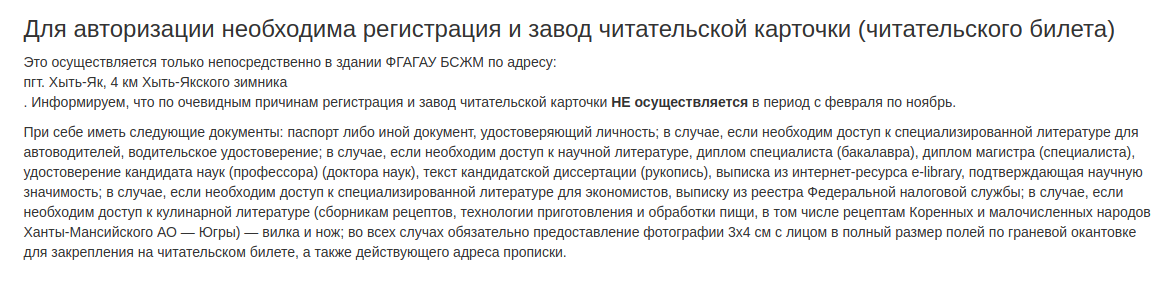 Для авторизации необходима регистрация и завод читательской карточки (читательского билета)
Это осуществляется только непосредственно в здании ФГАГАУ БСЖМ по адресу:
пгт. Хыть-Як, 4 км Хыть-Якского зимника
. Информируем, что по очевидным причинам регистрация и завод читательской карточки НЕ осуществляется в период с февраля по ноябрь.
При себе иметь следующие документы: паспорт либо иной документ, удостоверяющий личность; в случае, если необходим доступ к специализированной литературе для
автоводителей, водительское удостоверение; в случае, если необходим доступ к научной литературе, диплом специалиста (бакалавра), диплом магистра (специалиста),
удостоверение кандидата наук (профессора) (доктора наук), текст кандидатской диссертации (рукопись), выписка из интернет-ресурса e-library, подтверждающая научную
значимость; в случае, если необходим доступ к специализированной литературе для экономистов, выписку из реестра Федеральной налоговой службы; в случае, если
необходим доступ к кулинарной литературе (сборникам рецептов, технологии приготовления и обработки пищи, в том числе рецептам Коренных и малочисленных народов
Ханты-Мансийского АО — Югры) — вилка и нож; во всех случах обязательно предоставление фотографии 3х4 см с лицом в полный размер полей по граневой окантовке
для закрепления на читательском билете, а также действующего адреса прописки.